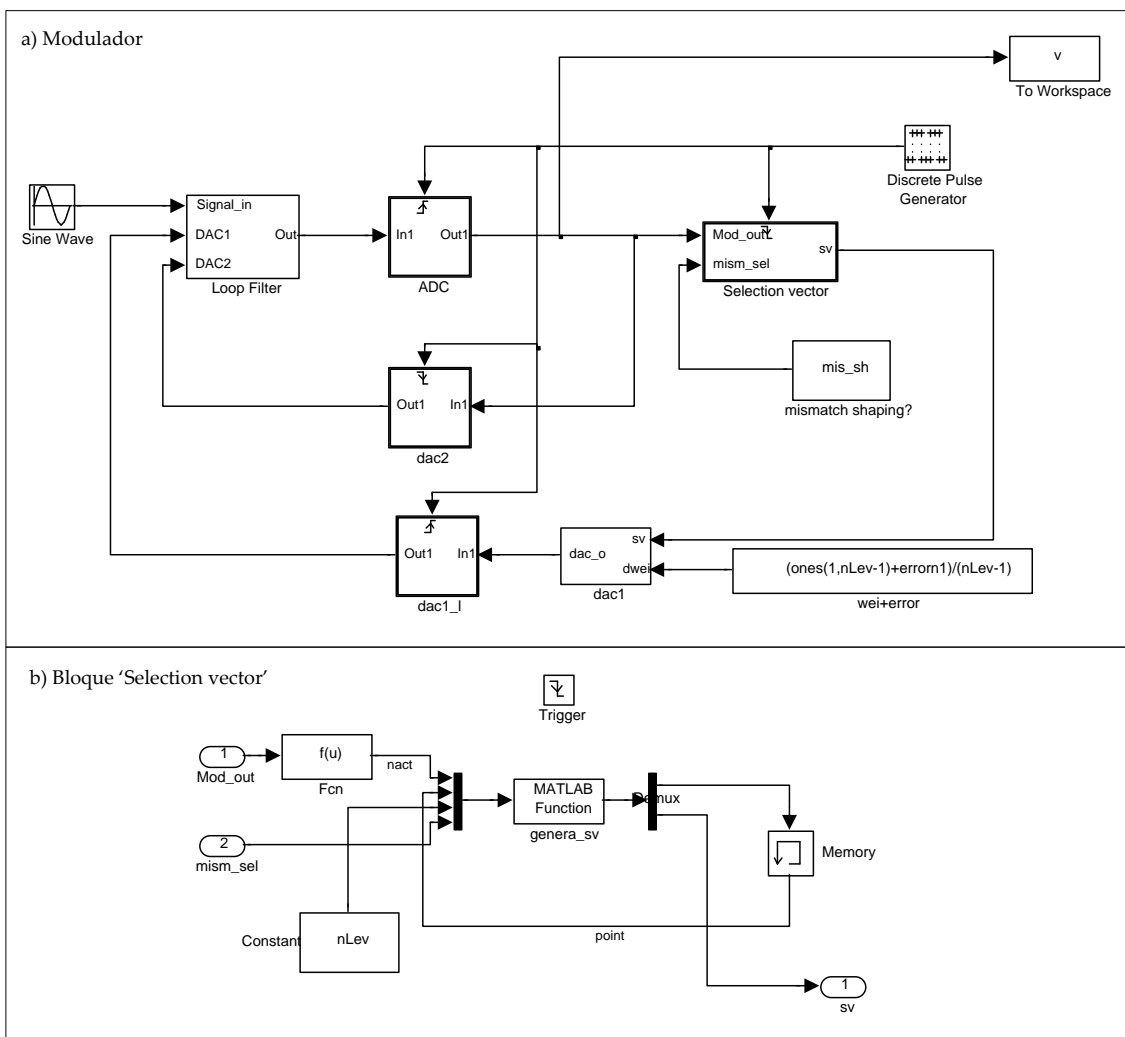 a) Modulador
v
To Workspace
Discrete Pulse
Generator
Sine Wave
Signal_in
DAC1
DAC2
Out
Loop Filter
In1
Out1
ADC
Mod_out
mism_sel
sv
Selection vector
mis_sh
mismatch shaping?
Out1
In1
dac2
Out1
In1
dac1_l
dac_o
sv
dwei
dac1
(ones(1,nLev-1)+errorn1)/(nLev-1)
wei+error
b) Bloque ‘Selection vector’
Trigger
1
Mod_out
f(u)
Fcn
nact
MATLAB
Function
genera_sv
Demux
2
mism_sel
Memory
Constant
nLev
point
1
sv